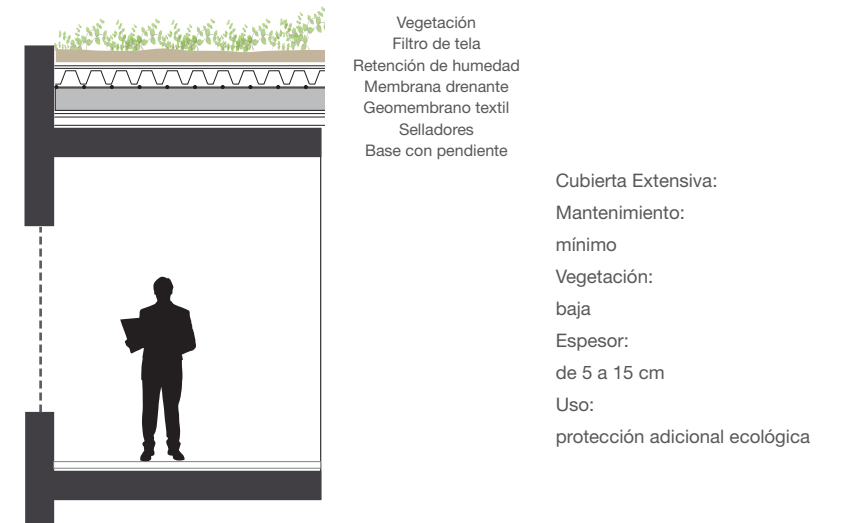 Vegetación
Filtro de tela
Retención de humedad
Membrana drenante
Geomembrano textil
Selladores
Base con pendiente
Cubierta Extensiva:
Mantenimiento:
mínimo
Vegetación:
baja
Espesor:
de 5 a 15 cm
Uso:
protección adicional ecológica